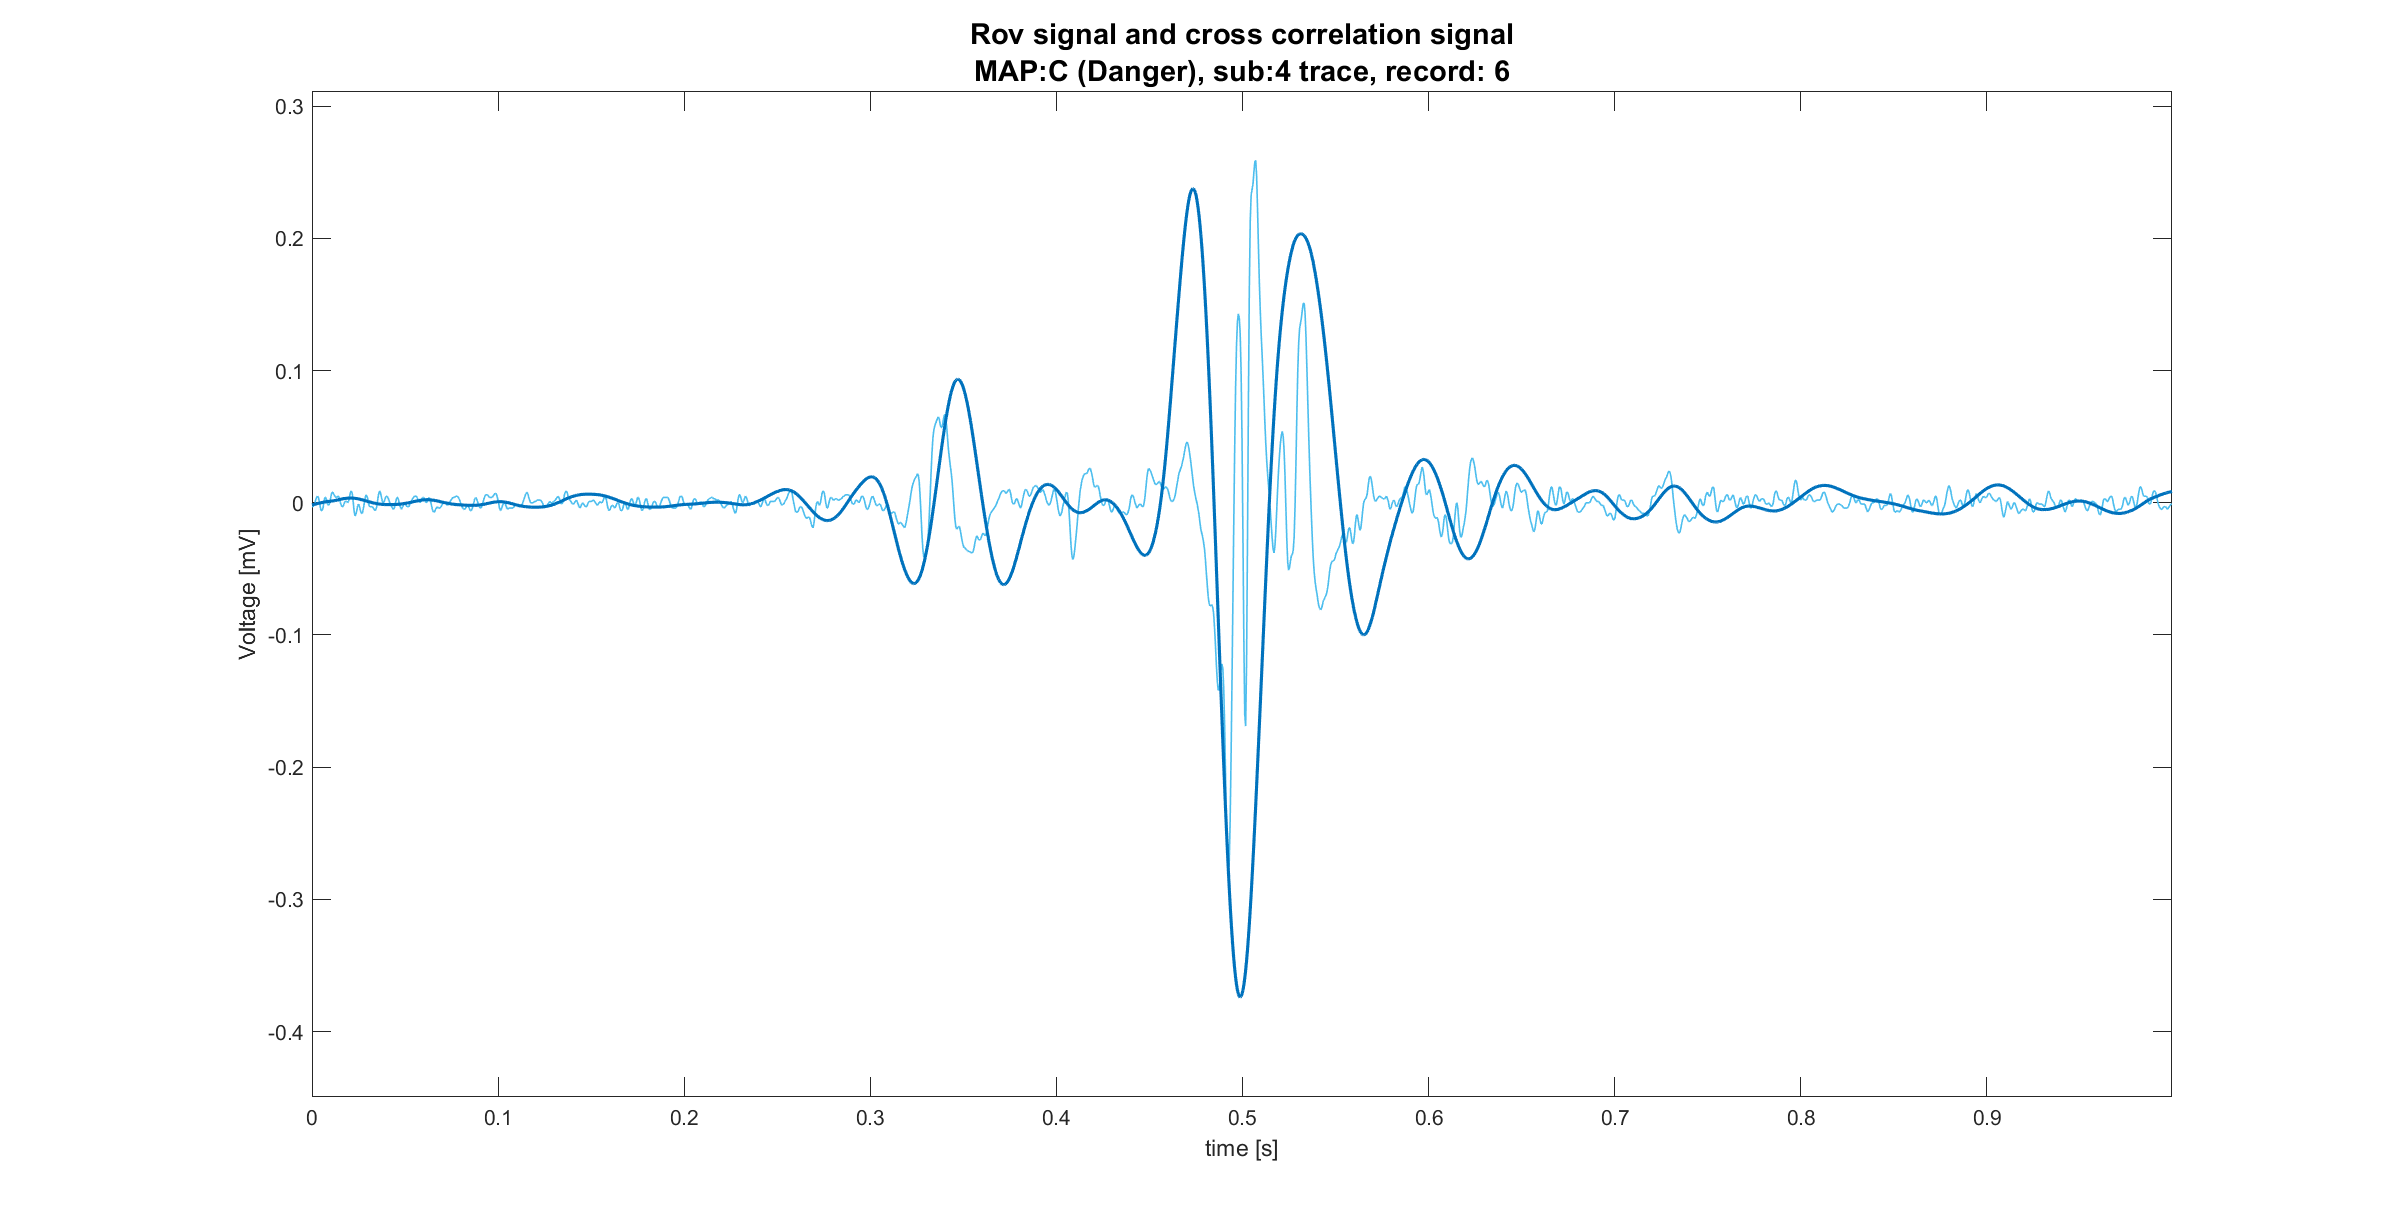 Rov signal and cross correlation signal
MAP:C (Danger), sub:4 trace, record: 6
0.3
0.2
0.1
0
-0.1
-0.2
-0.3
-0.4
Voltage [mV]
0 0.1 0.2 0.3 0.4 0.5 0.6 0.7 0.8 0.9
time [s]